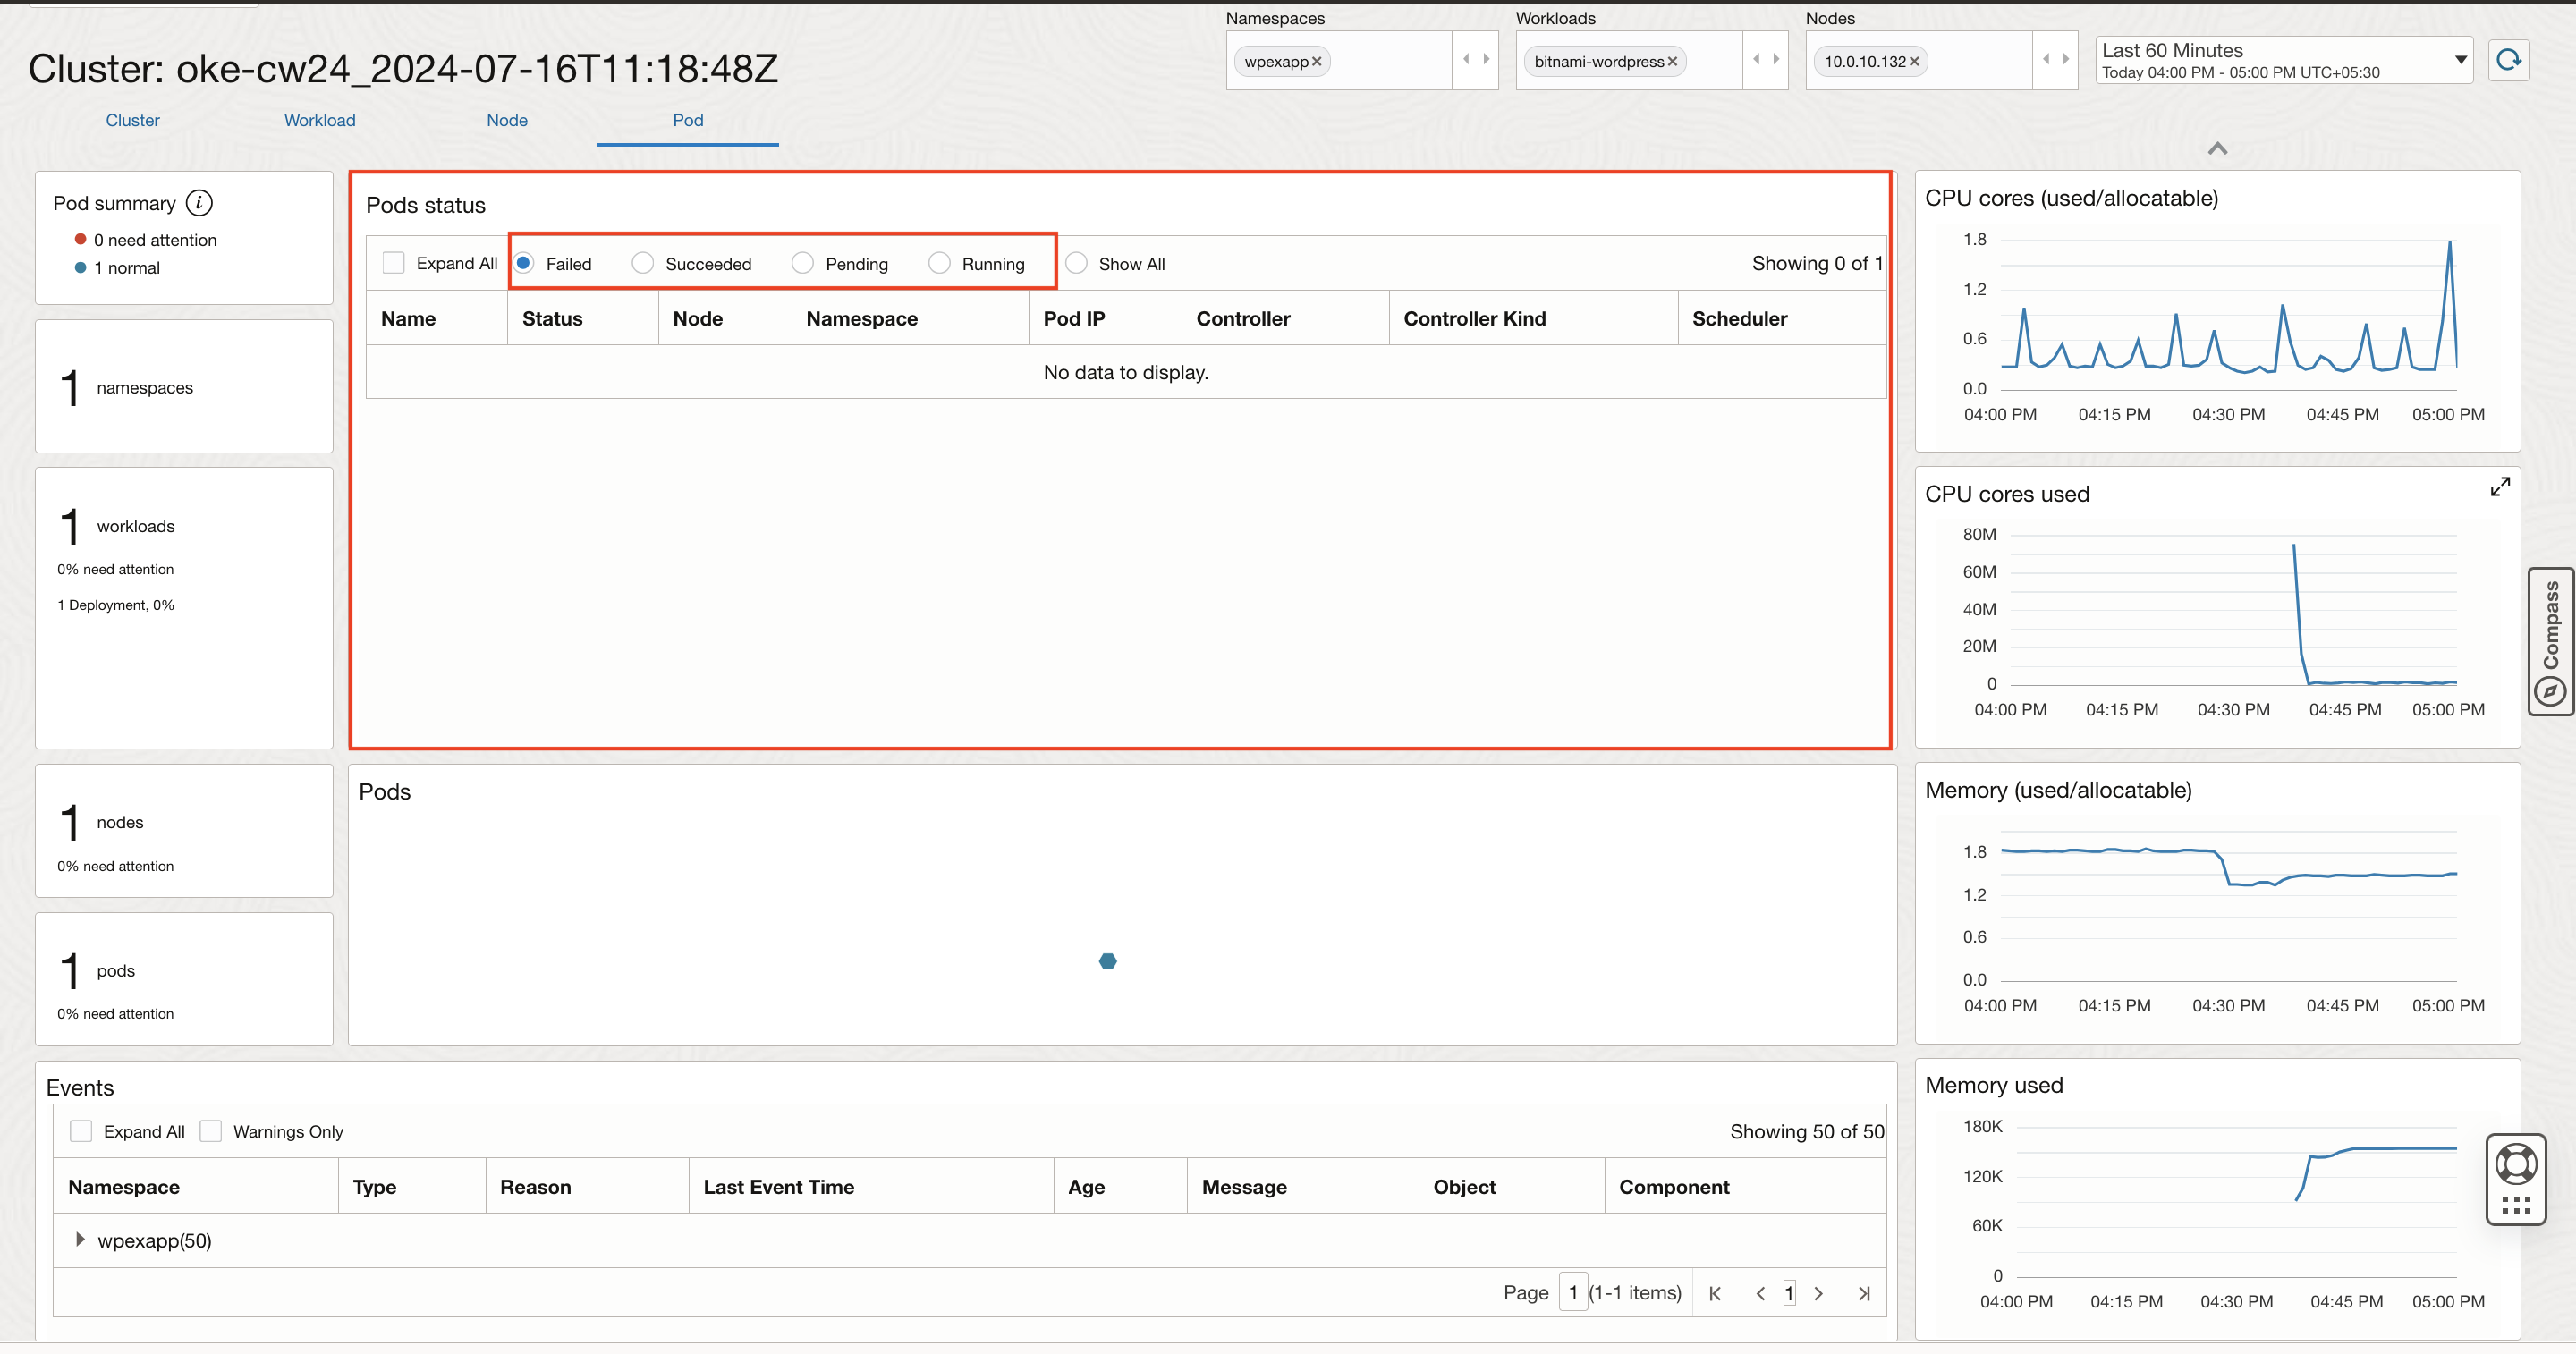 Namespaces
Workloads
Nodes
wpexapp×
bitnami-wordpress×
10.0.10.132×
Last 60 Minutes
Today 04:00 PM - 05:00 PM UTC+05:30
Cluster: oke-cw24_2024-07-16T11:18:48Z
Cluster
Workload
Node
Pod
Pod summary i
0 need attention
1 normal
1 namespaces
1 workloads
0% need attention
1 Deployment, 0%
1 nodes
0% need attention
1 pods
0% need attention
Pods status
Expand All Failed Succeeded Pending Running Show All Showing 0 of 1
Name Status Node Namespace Pod IP Controller Controller Kind Scheduler
No data to display.
Pods
Events
Expand All Warnings Only Showing 50 of 50
Namespace Type Reason Last Event Time Age Message Object Component
wpexapp(50)
Page 1 (1-1 items) 1
CPU cores (used/allocatable)
1.8
1.2
0.6
0.0
04:00 PM 04:15 PM 04:30 PM 04:45 PM 05:00 PM
CPU cores used
80M
60M
40M
20M
0
04:00 PM 04:15 PM 04:30 PM 04:45 PM 05:00 PM
Memory (used/allocatable)
1.8
1.2
0.6
0.0
04:00 PM 04:15 PM 04:30 PM 04:45 PM 05:00 PM
Memory used
180K
120K
60K
0
04:00 PM 04:15 PM 04:30 PM 04:45 PM 05:00 PM
Compass